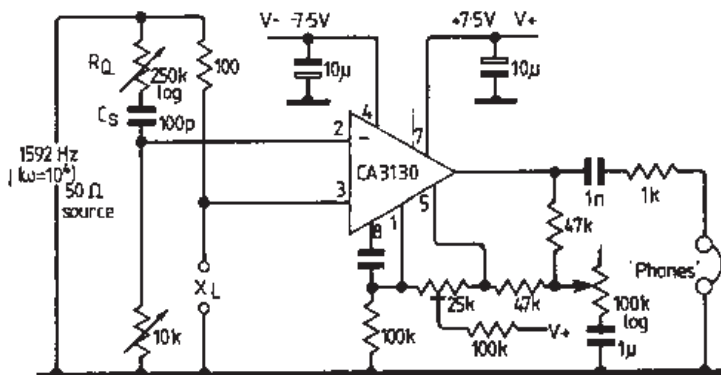 V- -7·5V
+7·5V V+
RQ
250k
log
100
10µ
10µ
CS
100p
4
7
2
-
1592 Hz
(ω=10⁴)
50 Ω
source
CA3130
3
5
8
1
1n
1k
47k
'Phones'
XL
25k
47k
100k
log
10k
100k
100k
V+
1µ